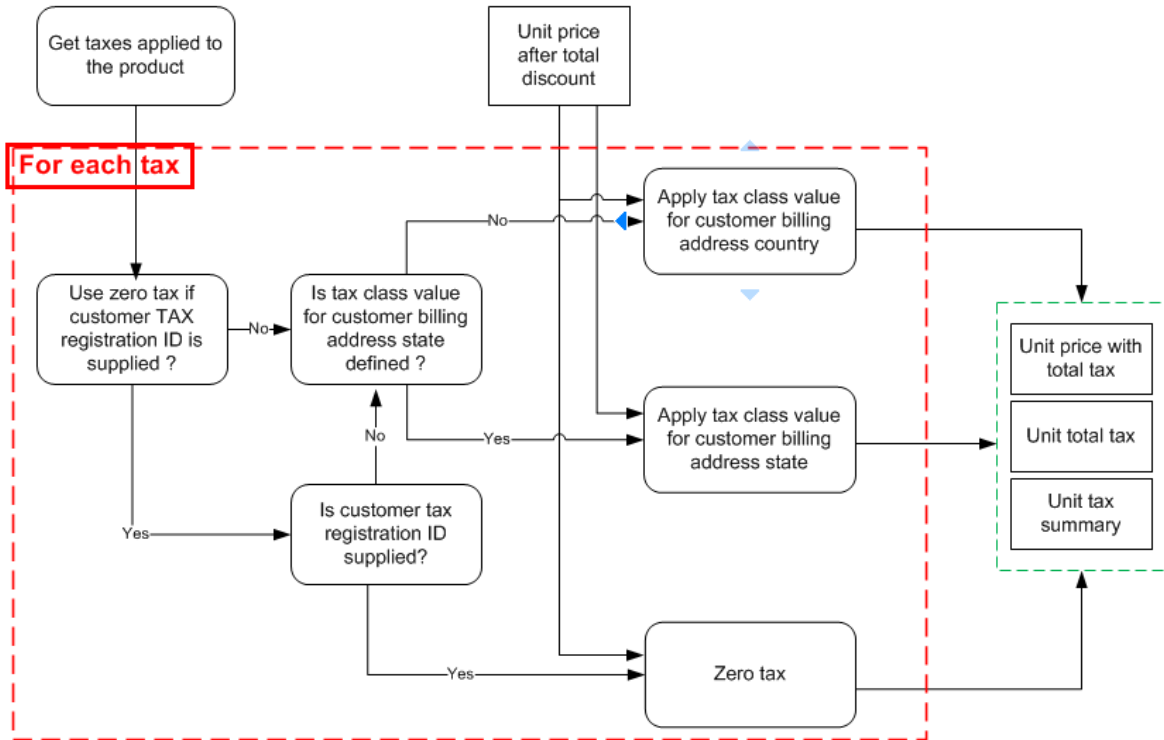 Get taxes applied to
the product
Unit price
after total
discount
For each tax
Apply tax class value
for customer billing
address country
No
Use zero tax if
customer TAX
registration ID is
supplied ?
No
Is tax class value
for customer billing
address state
defined ?
Unit price with
total tax
Unit total tax
Unit tax
summary
Apply tax class value
for customer billing
address state
Yes
No
Is customer tax
registration ID
supplied?
Yes
Yes
Zero tax